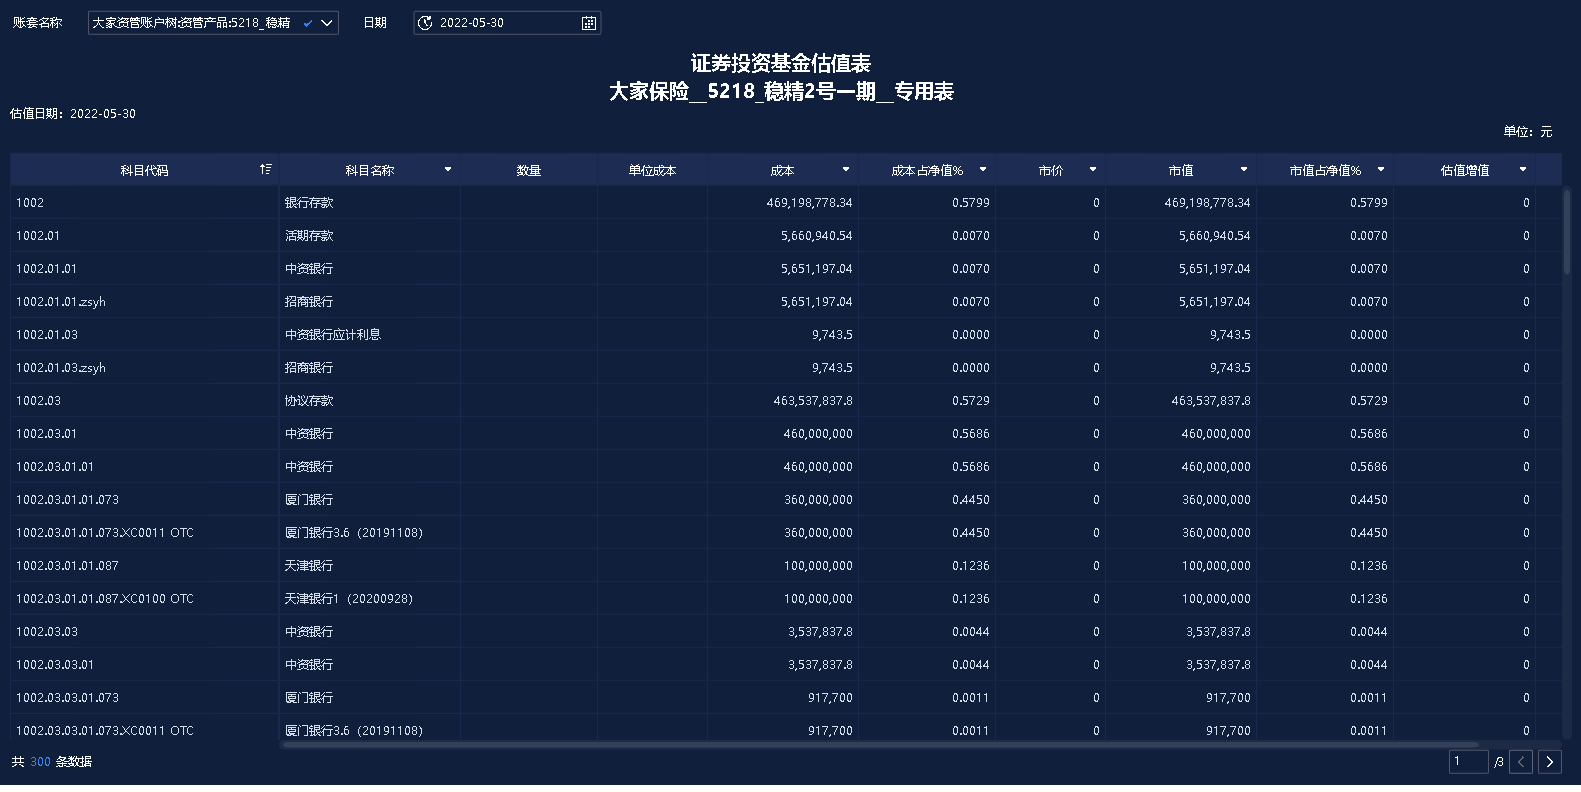 账套名称 大家资管账户树:资管产品:5218_稳精 日期 2022-05-30
证券投资基金估值表
大家保险__5218_稳精2号一期__专用表
估值日期：2022-05-30
单位：元
科目代码 科目名称 数量 单位成本 成本 成本占净值% 市价 市值 市值占净值% 估值增值
1002 银行存款 469,198,778.34 0.5799 0 469,198,778.34 0.5799 0
1002.01 活期存款 5,660,940.54 0.0070 0 5,660,940.54 0.0070 0
1002.01.01 中资银行 5,651,197.04 0.0070 0 5,651,197.04 0.0070 0
1002.01.01.zsyh 招商银行 5,651,197.04 0.0070 0 5,651,197.04 0.0070 0
1002.01.03 中资银行应计利息 9,743.5 0.0000 0 9,743.5 0.0000 0
1002.01.03.zsyh 招商银行 9,743.5 0.0000 0 9,743.5 0.0000 0
1002.03 协议存款 463,537,837.8 0.5729 0 463,537,837.8 0.5729 0
1002.03.01 中资银行 460,000,000 0.5686 0 460,000,000 0.5686 0
1002.03.01.01 中资银行 460,000,000 0.5686 0 460,000,000 0.5686 0
1002.03.01.01.073 厦门银行 360,000,000 0.4450 0 360,000,000 0.4450 0
1002.03.01.01.073.XC0011 OTC 厦门银行3.6（20191108） 360,000,000 0.4450 0 360,000,000 0.4450 0
1002.03.01.01.087 天津银行 100,000,000 0.1236 0 100,000,000 0.1236 0
1002.03.01.01.087.XC0100 OTC 天津银行1（20200928） 100,000,000 0.1236 0 100,000,000 0.1236 0
1002.03.03 中资银行 3,537,837.8 0.0044 0 3,537,837.8 0.0044 0
1002.03.03.01 中资银行 3,537,837.8 0.0044 0 3,537,837.8 0.0044 0
1002.03.03.01.073 厦门银行 917,700 0.0011 0 917,700 0.0011 0
1002.03.03.01.073.XC0011 OTC 厦门银行3.6（20191108） 917,700 0.0011 0 917,700 0.0011 0
共 300 条数据 1 /3